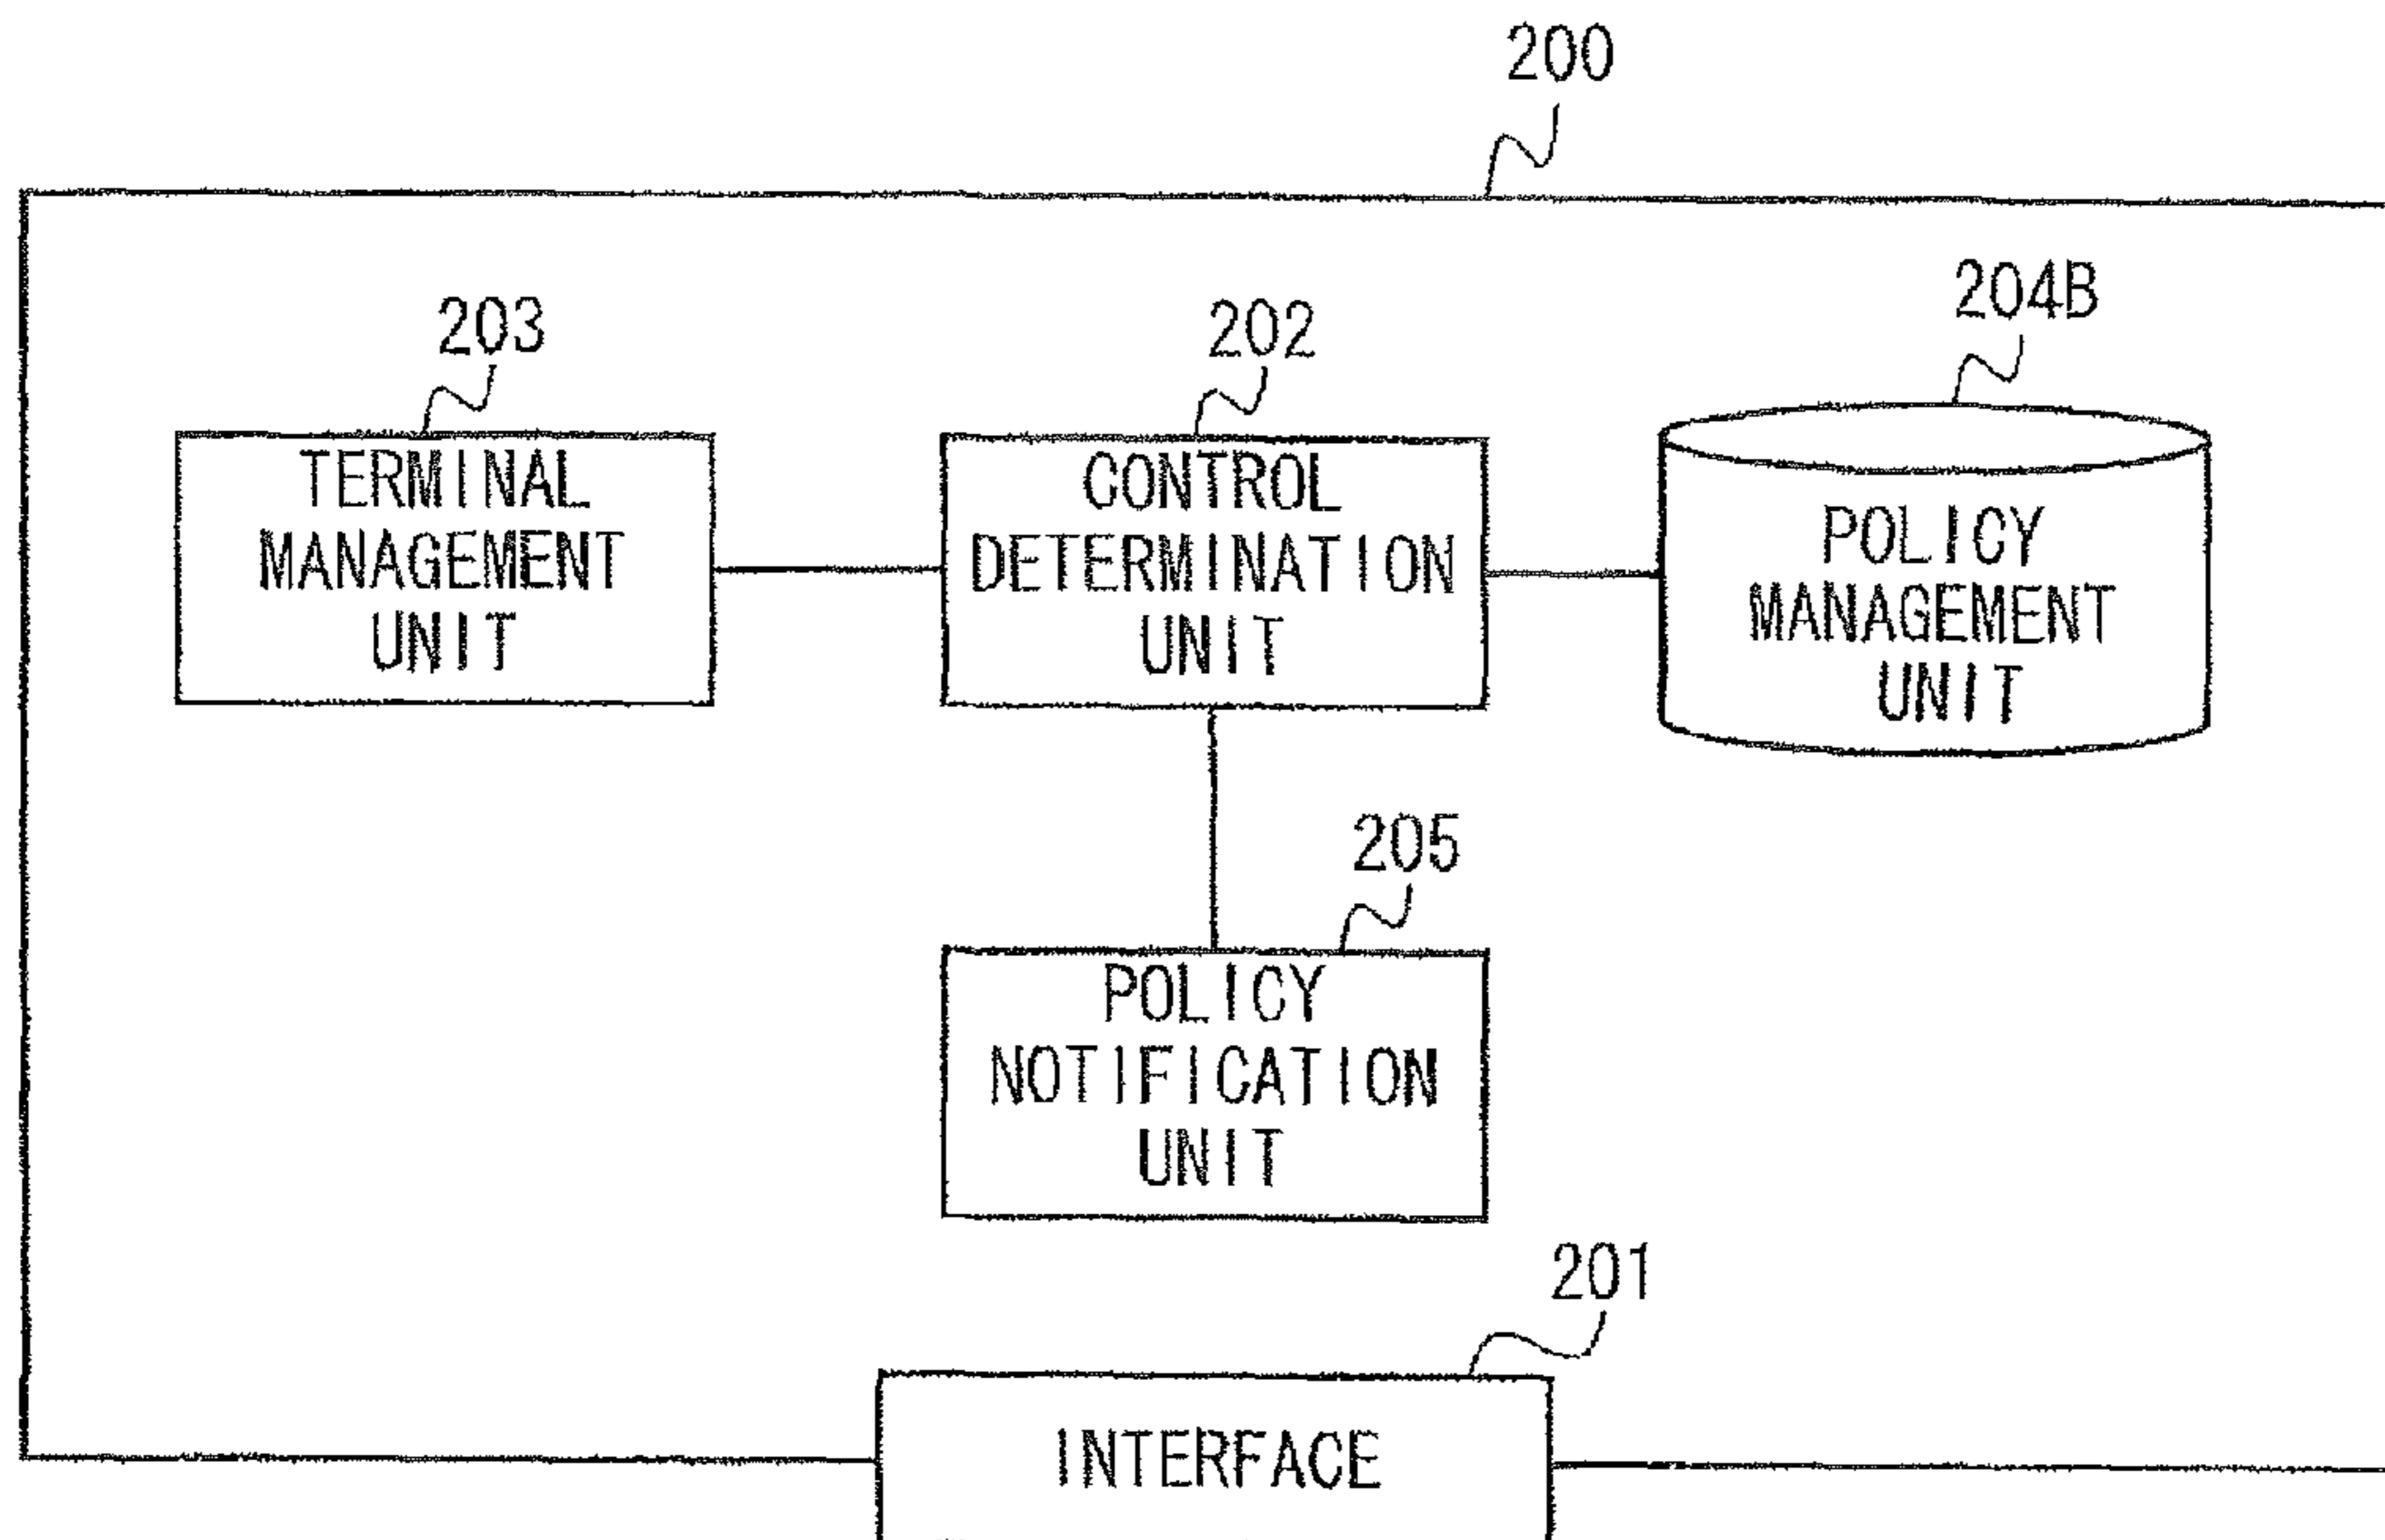 200
203
202
204B
TERMINAL
MANAGEMENT
UNIT
CONTROL
DETERMINATION
UNIT
POLICY
MANAGEMENT
UNIT
205
POLICY
NOTIFICATION
UNIT
201
INTERFACE